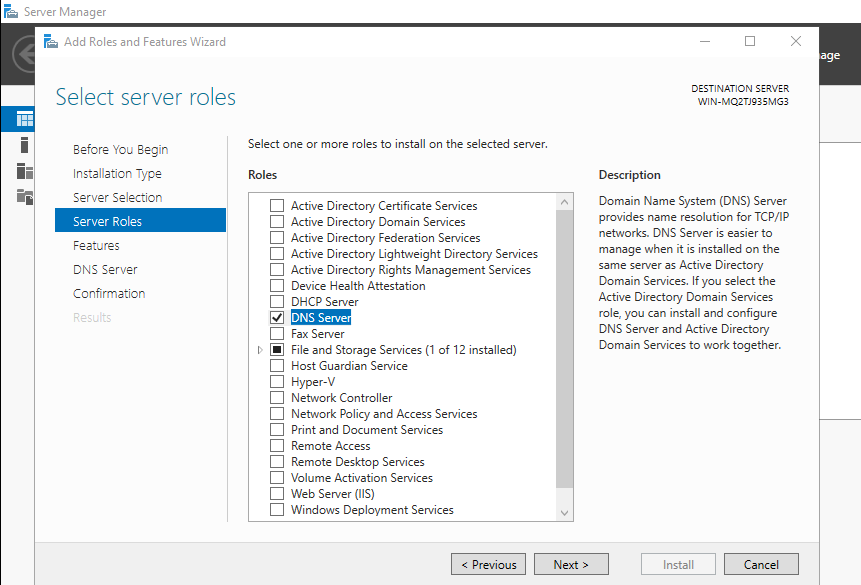 Server Manager
Add Roles and Features Wizard
Select server roles
DESTINATION SERVER
WIN-MQ2TJ935MG3
Before You Begin
Installation Type
Server Selection
Server Roles
Features
DNS Server
Confirmation
Results
Select one or more roles to install on the selected server.
Roles
Active Directory Certificate Services
Active Directory Domain Services
Active Directory Federation Services
Active Directory Lightweight Directory Services
Active Directory Rights Management Services
Device Health Attestation
DHCP Server
DNS Server
Fax Server
File and Storage Services (1 of 12 installed)
Host Guardian Service
Hyper-V
Network Controller
Network Policy and Access Services
Print and Document Services
Remote Access
Remote Desktop Services
Volume Activation Services
Web Server (IIS)
Windows Deployment Services
Description
Domain Name System (DNS) Server
provides name resolution for TCP/IP
networks. DNS Server is easier to
manage when it is installed on the
same server as Active Directory
Domain Services. If you select the
Active Directory Domain Services
role, you can install and configure
DNS Server and Active Directory
Domain Services to work together.
< Previous
Next >
Install
Cancel